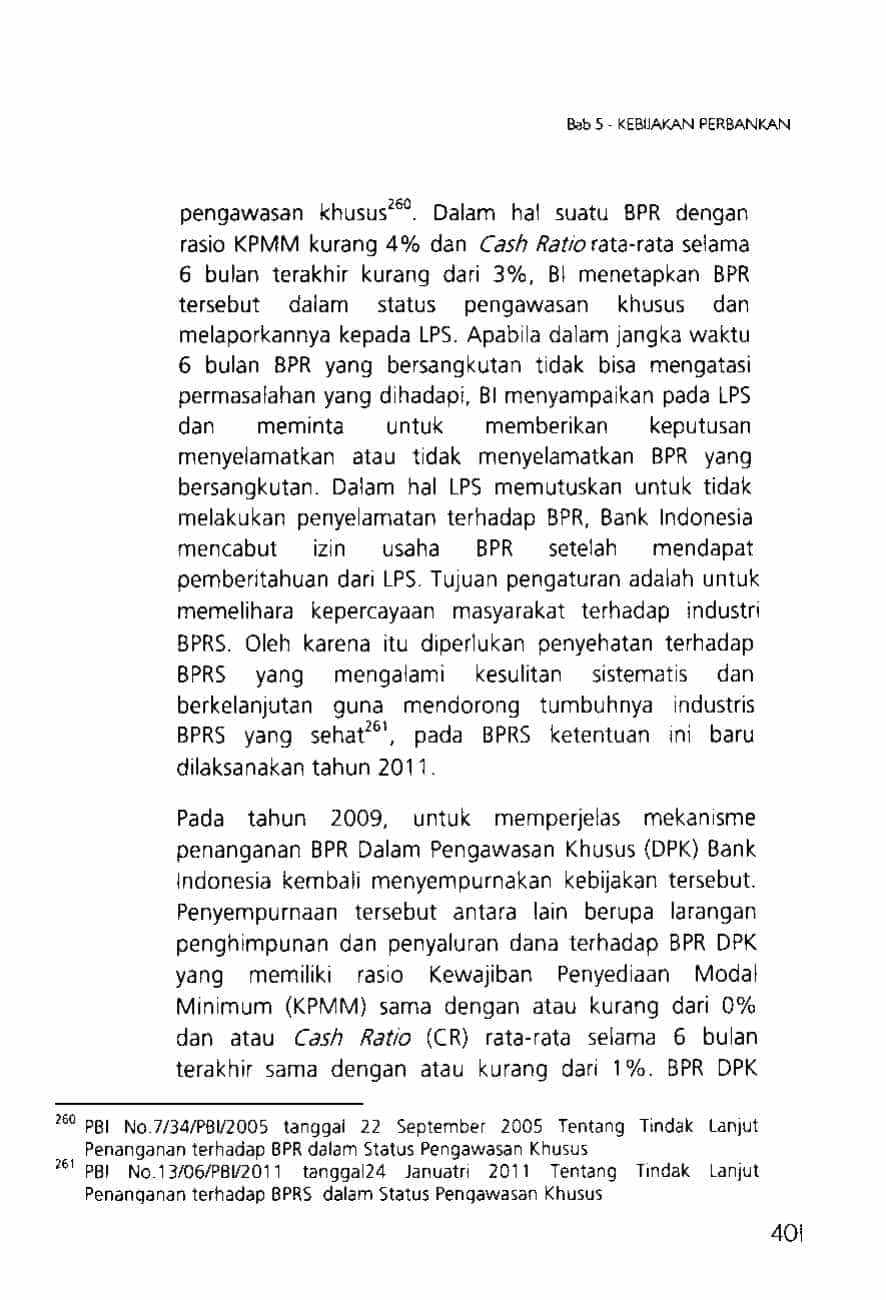 Bab 5 - KEBIJAKAN PERBANKAN
pengawasan khusus²⁶⁰. Dalam hal suatu BPR dengan
rasio KPMM kurang 4% dan Cash Ratio rata-rata selama
6 bulan terakhir kurang dari 3%, BI menetapkan BPR
tersebut dalam status pengawasan khusus dan
melaporkannya kepada LPS. Apabila dalam jangka waktu
6 bulan BPR yang bersangkutan tidak bisa mengatasi
permasalahan yang dihadapi, BI menyampaikan pada LPS
dan meminta untuk memberikan keputusan
menyelamatkan atau tidak menyelamatkan BPR yang
bersangkutan. Dalam hal LPS memutuskan untuk tidak
melakukan penyelamatan terhadap BPR, Bank Indonesia
mencabut izin usaha BPR setelah mendapat
pemberitahuan dari LPS. Tujuan pengaturan adalah untuk
memelihara kepercayaan masyarakat terhadap industri
BPRS. Oleh karena itu diperlukan penyehatan terhadap
BPRS yang mengalami kesulitan sistematis dan
berkelanjutan guna mendorong tumbuhnya industris
BPRS yang sehat²⁶¹, pada BPRS ketentuan ini baru
dilaksanakan tahun 2011.
Pada tahun 2009, untuk memperjelas mekanisme
penanganan BPR Dalam Pengawasan Khusus (DPK) Bank
Indonesia kembali menyempurnakan kebijakan tersebut.
Penyempurnaan tersebut antara lain berupa larangan
penghimpunan dan penyaluran dana terhadap BPR DPK
yang memiliki rasio Kewajiban Penyediaan Modal
Minimum (KPMM) sama dengan atau kurang dari 0%
dan atau Cash Ratio (CR) rata-rata selama 6 bulan
terakhir sama dengan atau kurang dari 1%. BPR DPK
²⁶⁰ PBI No.7/34/PBI/2005 tanggal 22 September 2005 Tentang Tindak Lanjut
Penanganan terhadap BPR dalam Status Pengawasan Khusus
²⁶¹ PBI No.13/06/PBI/2011 tanggal24 Januatri 2011 Tentang Tindak Lanjut
Penanganan terhadap BPRS dalam Status Pengawasan Khusus
401